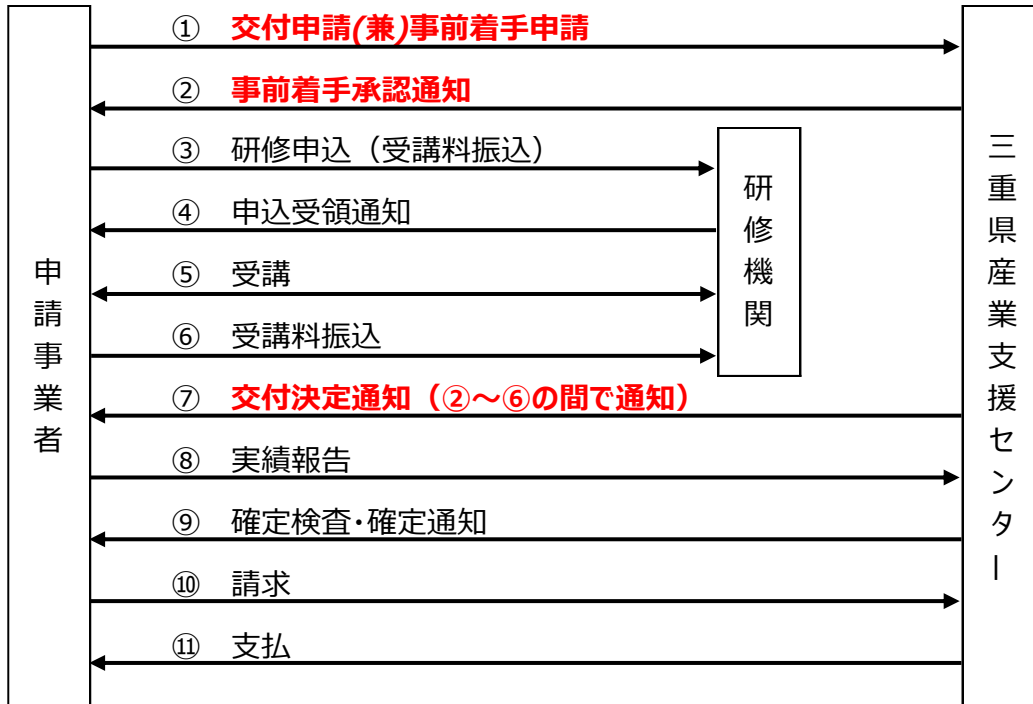 ① 交付申請(兼)事前着手申請
② 事前着手承認通知
③ 研修申込（受講料振込）
④ 申込受領通知
⑤ 受講
⑥ 受講料振込
⑦ 交付決定通知（②～⑥の間で通知）
⑧ 実績報告
⑨ 確定検査・確定通知
⑩ 請求
⑪ 支払
申請事業者
研修機関
三重県産業支援センター